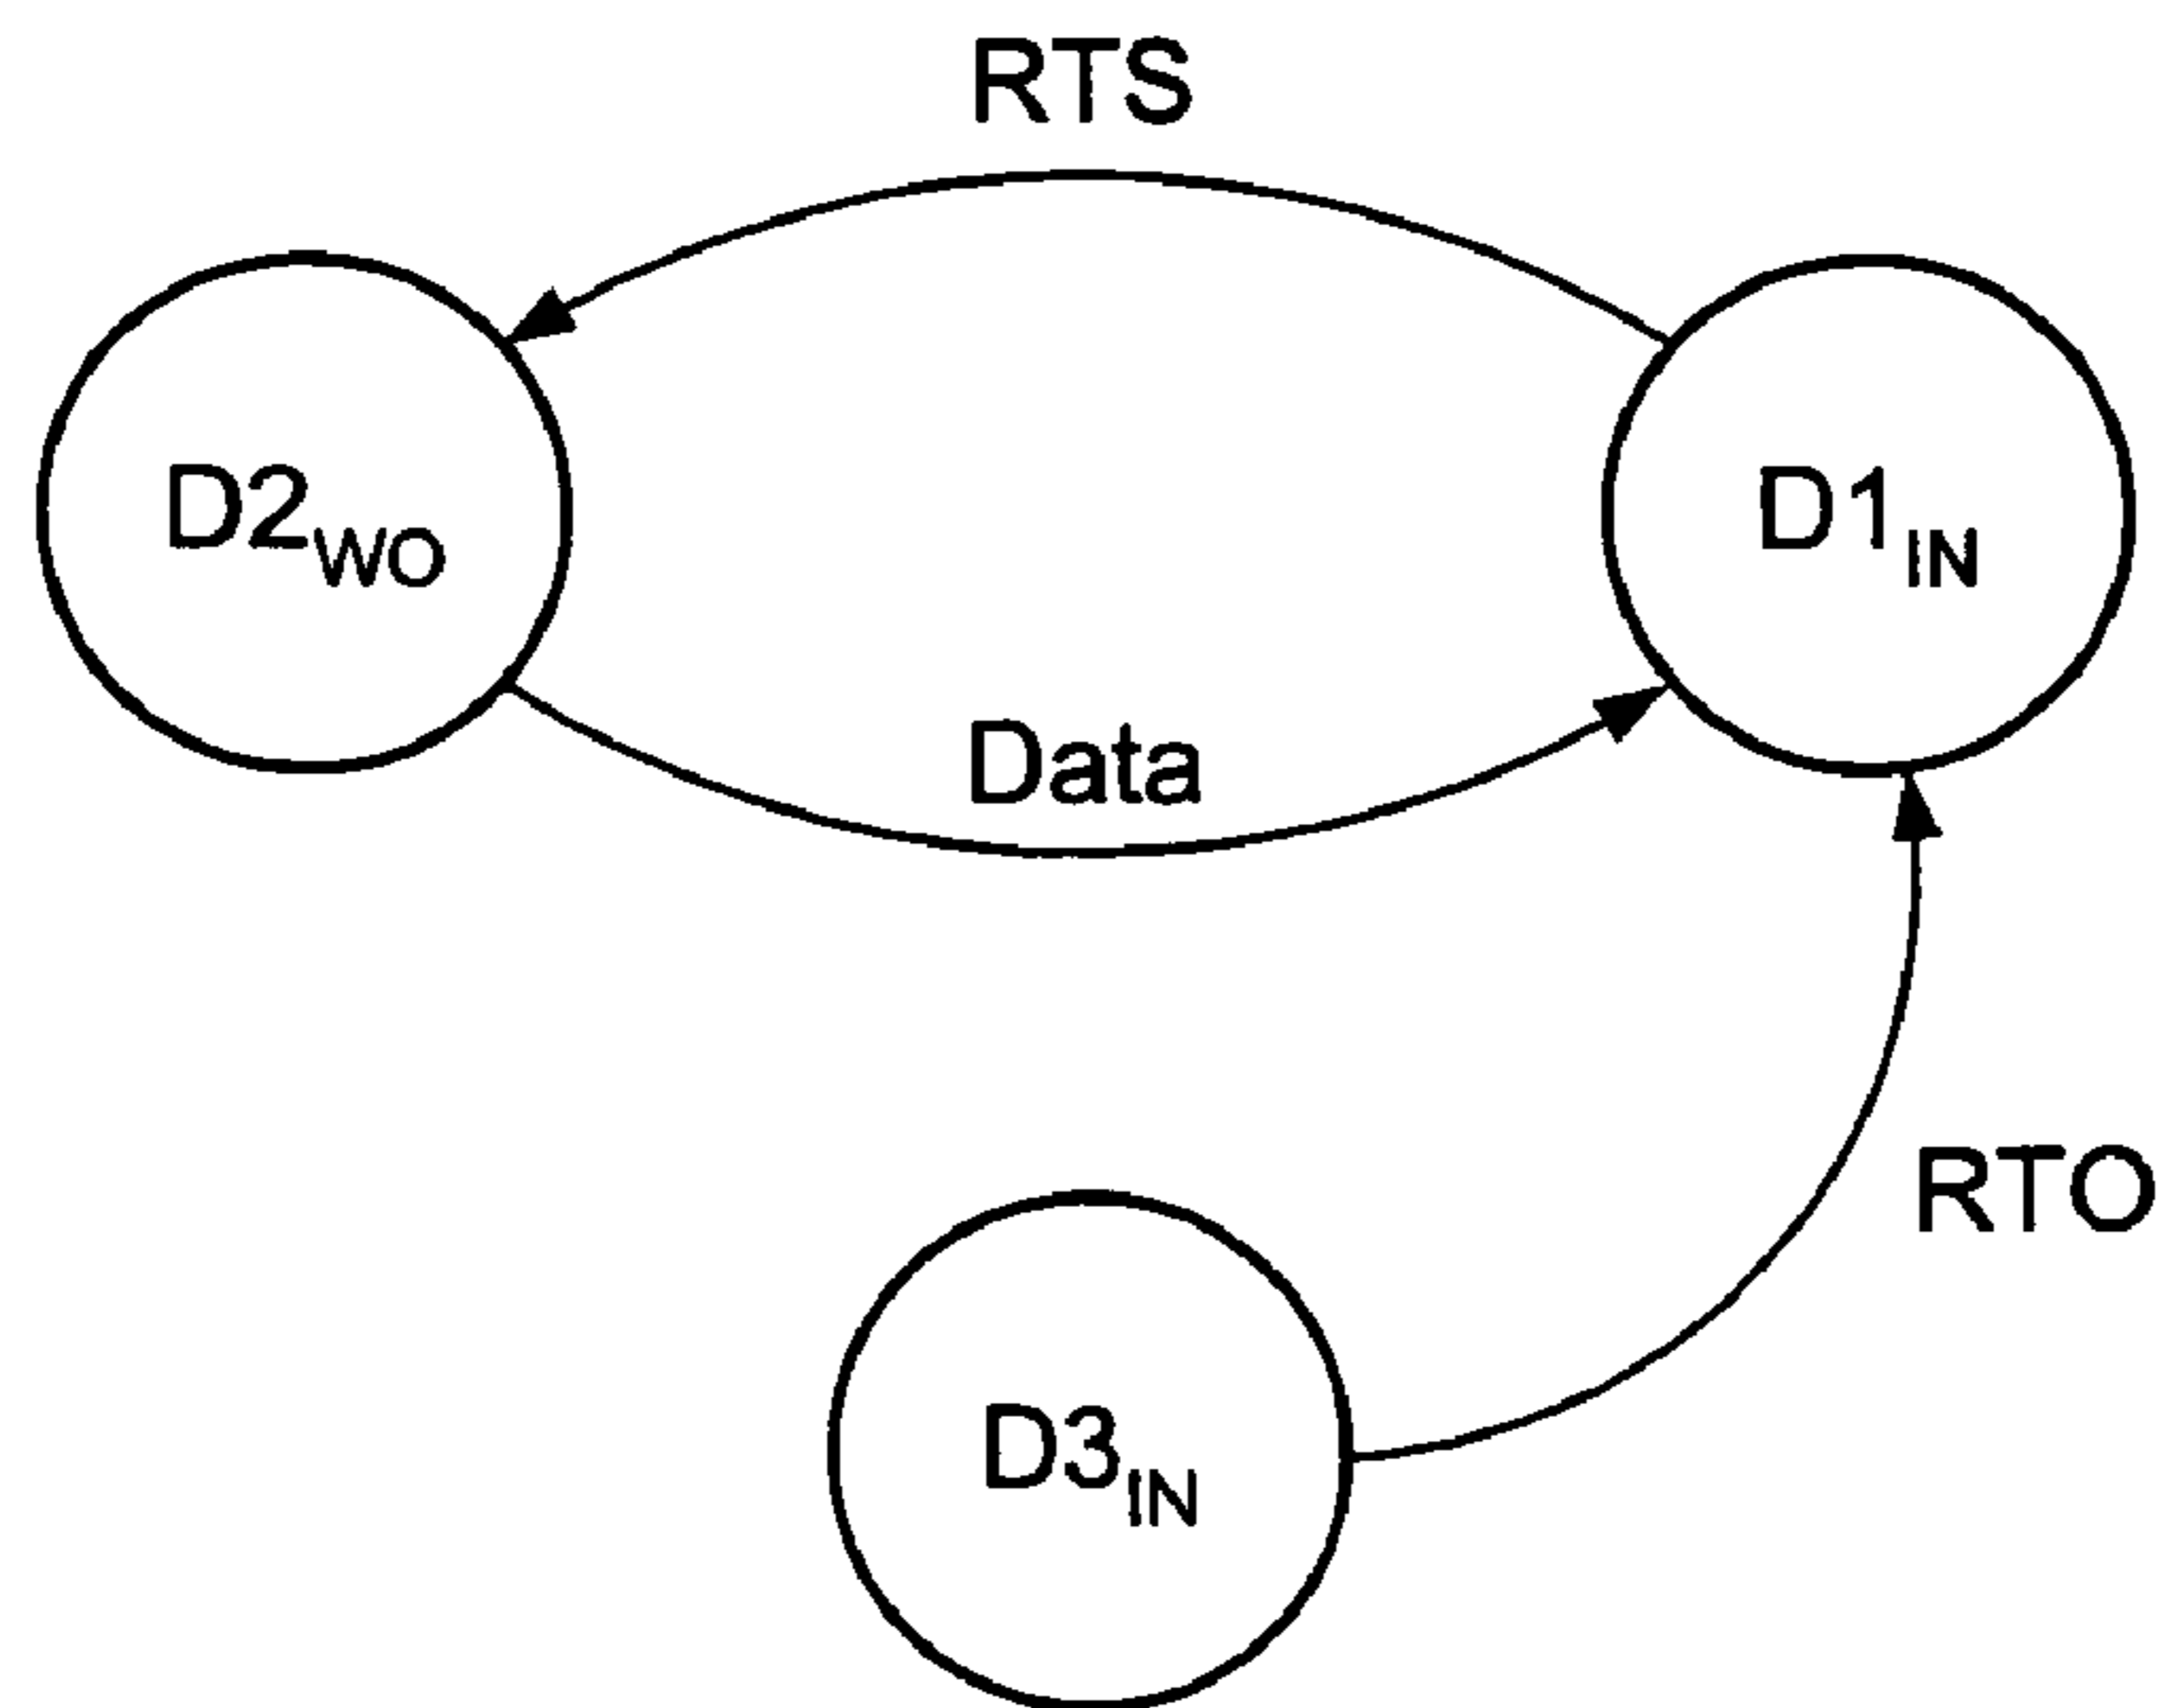 RTS
D2WO
D1IN
Data
RTO
D3IN